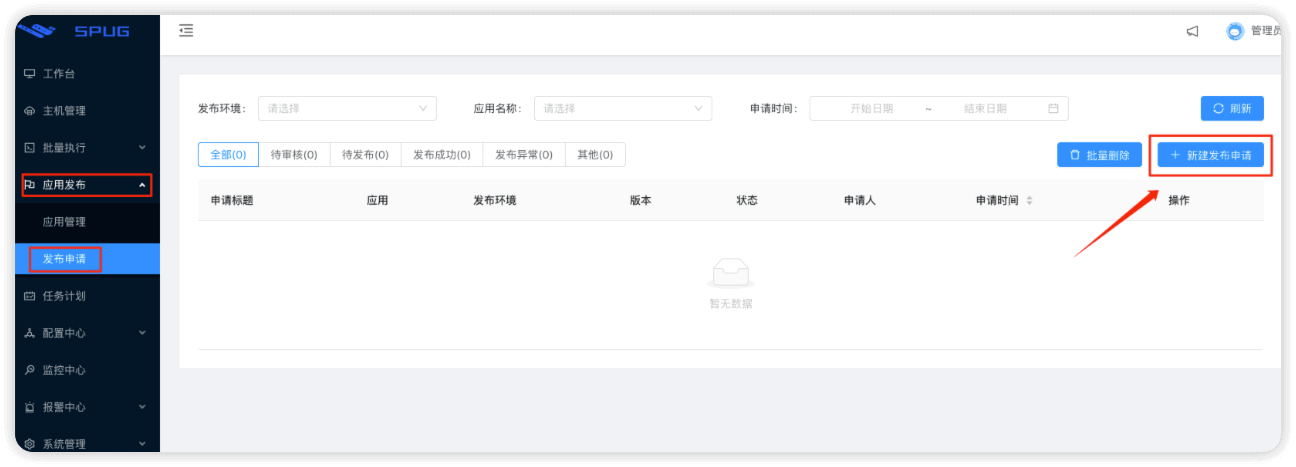 SPUG
管理员
工作台
主机管理
批量执行
应用发布
应用管理
发布申请
任务计划
配置中心
监控中心
报警中心
系统管理
发布环境: 请选择 应用名称: 请选择 申请时间: 开始日期 ~ 结束日期 刷新
全部(0) 待审核(0) 待发布(0) 发布成功(0) 发布异常(0) 其他(0) 批量删除 + 新建发布申请
申请标题 应用 发布环境 版本 状态 申请人 申请时间 操作
暂无数据